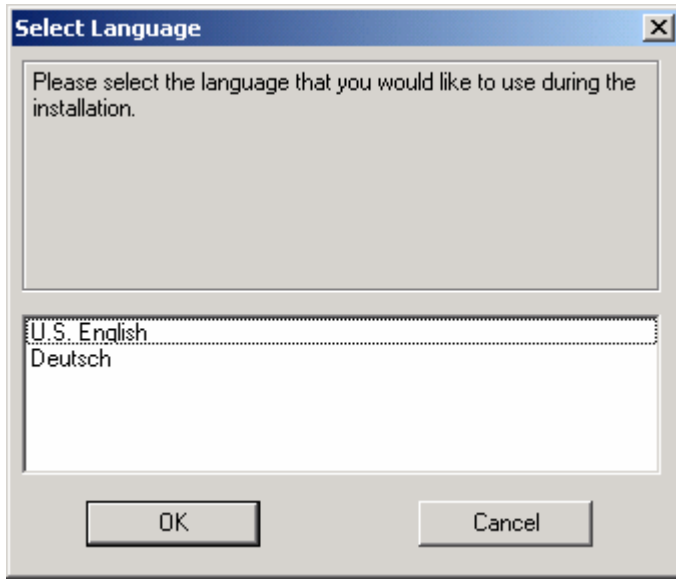 Select Language
Please select the language that you would like to use during the
installation.
U.S. English
Deutsch
OK
Cancel